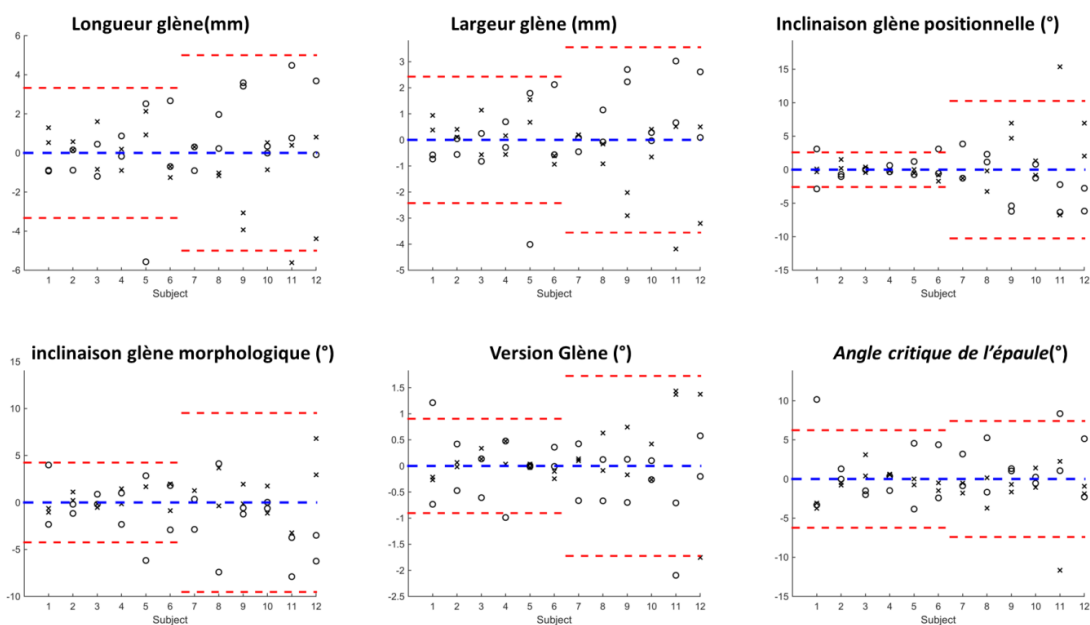 Longueur glène(mm)
6
4
2
0
-2
-4
-6
1 2 3 4 5 6 7 8 9 10 11 12
Subject
Largeur glène (mm)
3
2
1
0
-1
-2
-3
-4
-5
1 2 3 4 5 6 7 8 9 10 11 12
Subject
Inclinaison glène positionnelle (°)
15
10
5
0
-5
-10
-15
1 2 3 4 5 6 7 8 9 10 11 12
Subject
inclinaison glène morphologique (°)
15
10
5
0
-5
-10
1 2 3 4 5 6 7 8 9 10 11 12
Subject
Version Glène (°)
1.5
1
0.5
0
-0.5
-1
-1.5
-2
-2.5
1 2 3 4 5 6 7 8 9 10 11 12
Subject
Angle critique de l’épaule(°)
10
5
0
-5
-10
-15
1 2 3 4 5 6 7 8 9 10 11 12
Subject